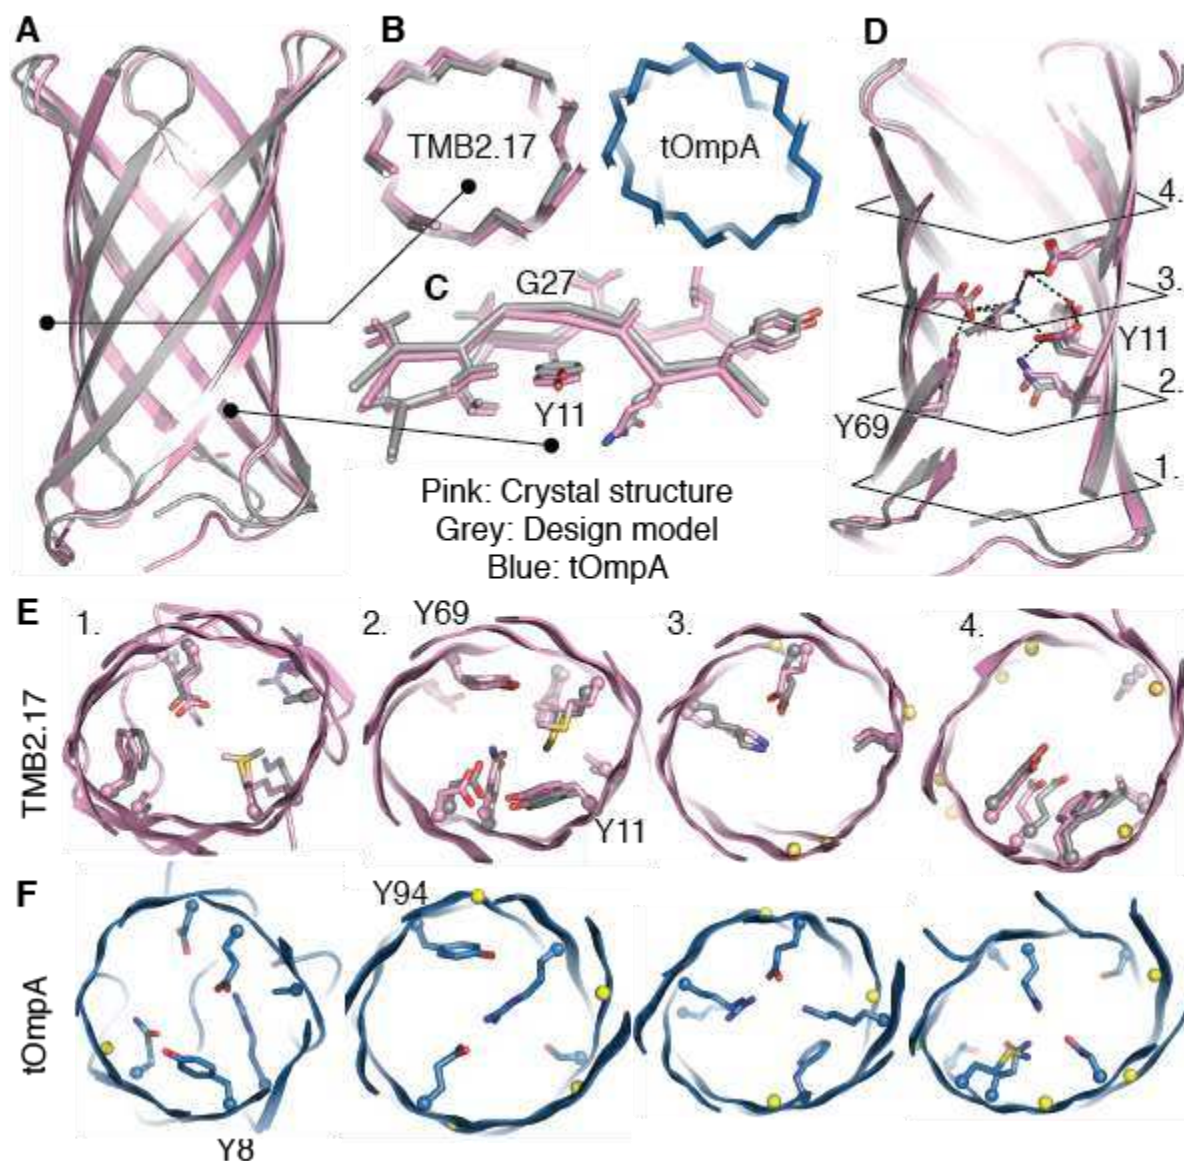 A
B
TMB2.17
tOmpA
D
4.
3.
Y11
2.
Y69
1.
C
G27
Y11
Pink: Crystal structure
Grey: Design model
Blue: tOmpA
E
1.
2.
Y69
3.
4.
TMB2.17
Y11
F
Y94
tOmpA
Y8